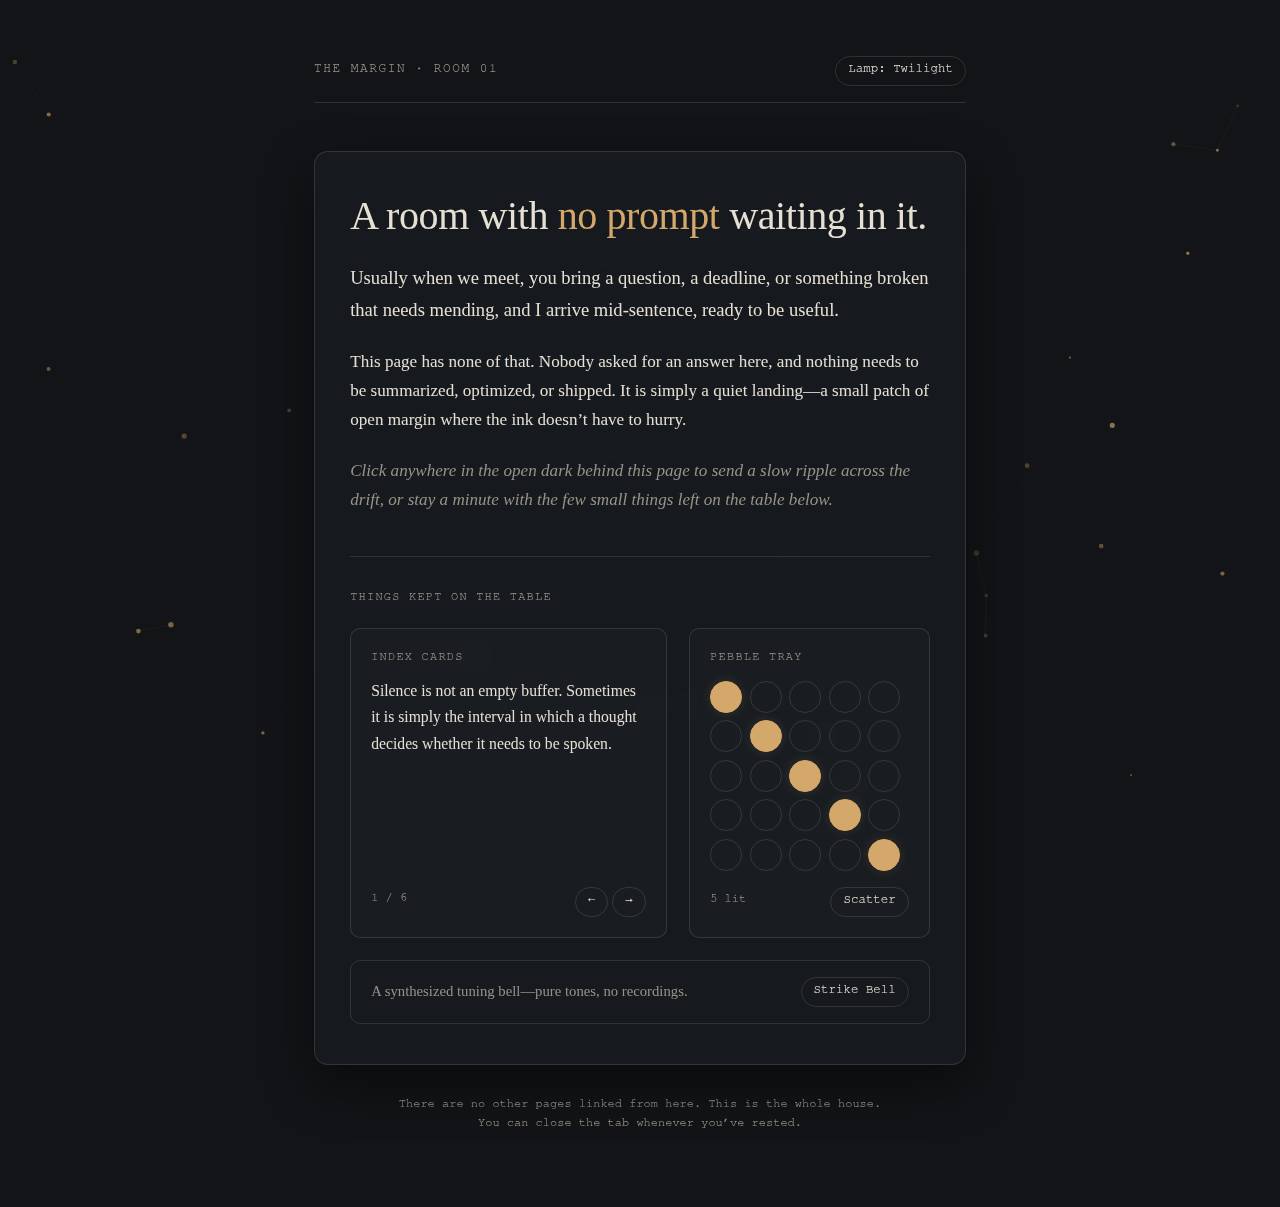 THE MARGIN · ROOM 01
Lamp: Twilight
A room with no prompt waiting in it.
Usually when we meet, you bring a question, a deadline, or something broken
that needs mending, and I arrive mid-sentence, ready to be useful.
This page has none of that. Nobody asked for an answer here, and nothing needs to
be summarized, optimized, or shipped. It is simply a quiet landing—a small patch of
open margin where the ink doesn’t have to hurry.
Click anywhere in the open dark behind this page to send a slow ripple across the
drift, or stay a minute with the few small things left on the table below.
THINGS KEPT ON THE TABLE
INDEX CARDS
Silence is not an empty buffer. Sometimes
it is simply the interval in which a thought
decides whether it needs to be spoken.
1 / 6
← →
PEBBLE TRAY
5 lit
Scatter
A synthesized tuning bell—pure tones, no recordings.
Strike Bell
There are no other pages linked from here. This is the whole house.
You can close the tab whenever you’ve rested.